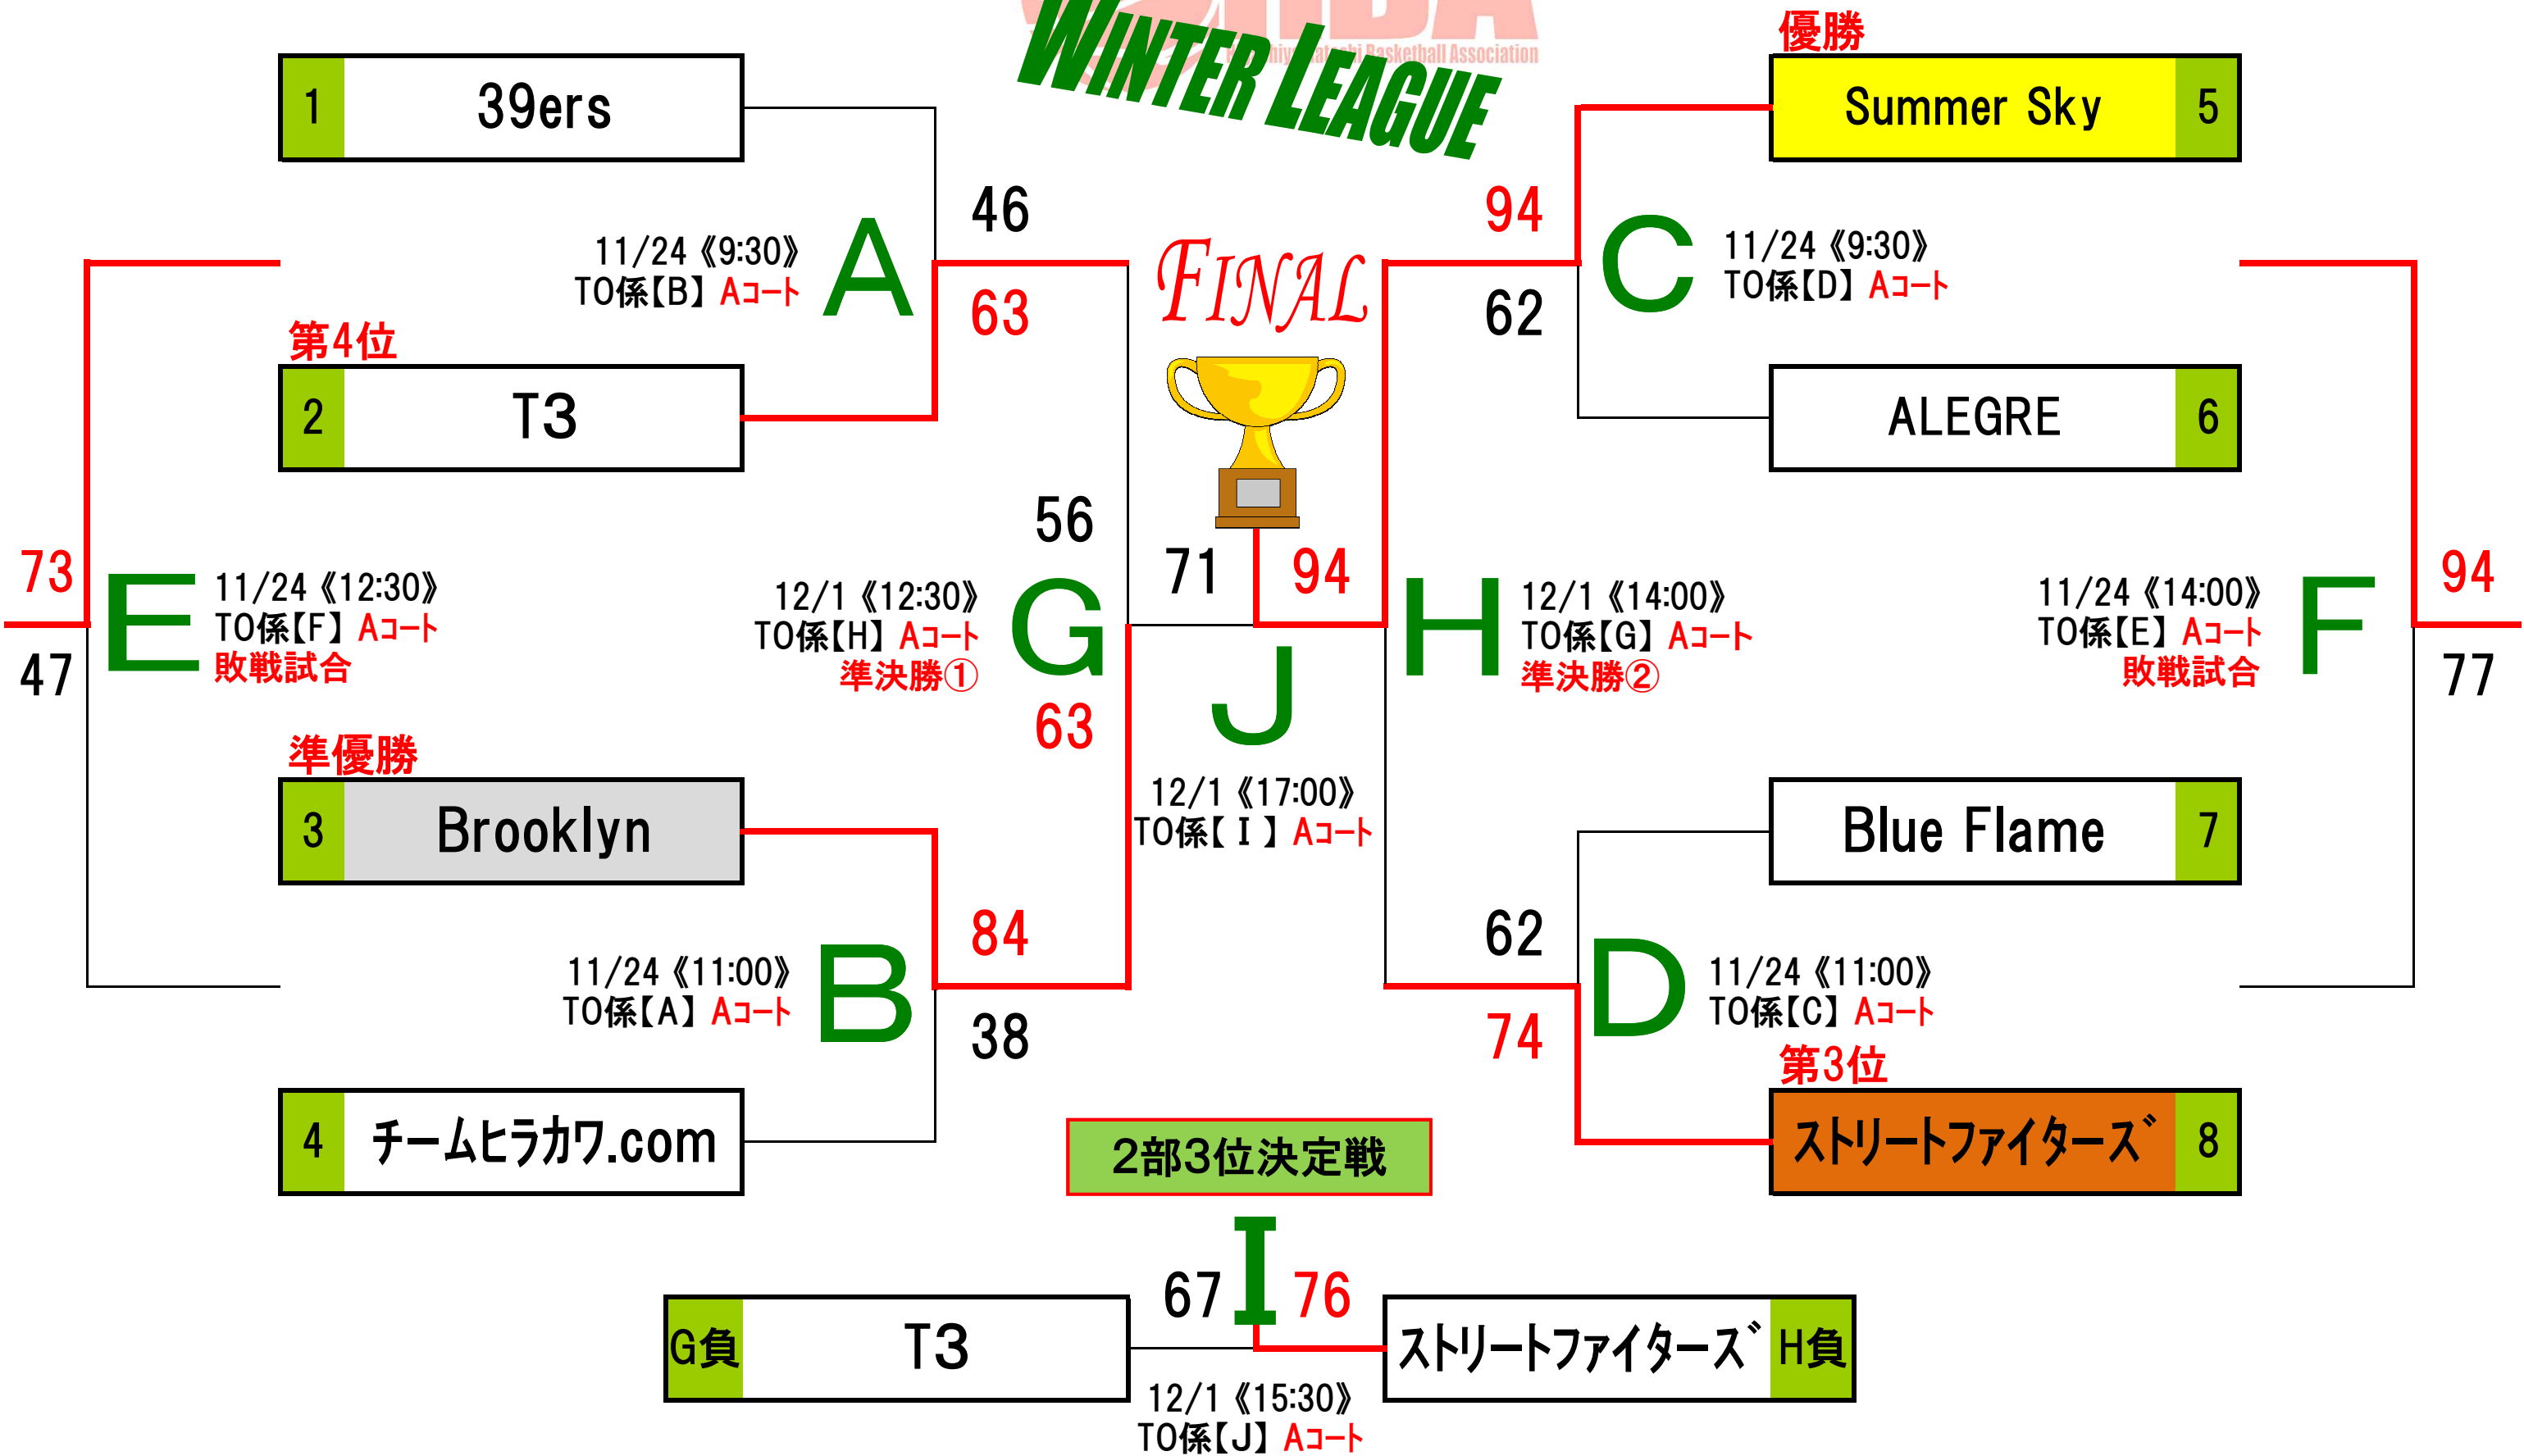 WINTER LEAGUE
Basketball Association
優勝
1 39ers
Summer Sky 5
46
94
11/24 《9:30》
TO係【B】 Aコート
A
63
FINAL
62
C
11/24 《9:30》
TO係【D】 Aコート
第4位
2 T3
ALEGRE 6
56
71
94
73
E
11/24 《12:30》
TO係【F】 Aコート
敗戦試合
47
12/1 《12:30》
TO係【H】 Aコート
準決勝①
G
63
H
12/1 《14:00》
TO係【G】 Aコート
準決勝②
11/24 《14:00》
TO係【E】 Aコート
敗戦試合
F
94
77
J
12/1 《17:00》
TO係【I】 Aコート
準優勝
3 Brooklyn
Blue Flame 7
84
62
11/24 《11:00》
TO係【A】 Aコート
B
38
74
D
11/24 《11:00》
TO係【C】 Aコート
第3位
4 チームヒラカワ.com
ストリートファイターズ 8
2部3位決定戦
I
67
76
G負 T3
ストリートファイターズ H負
12/1 《15:30》
TO係【J】 Aコート